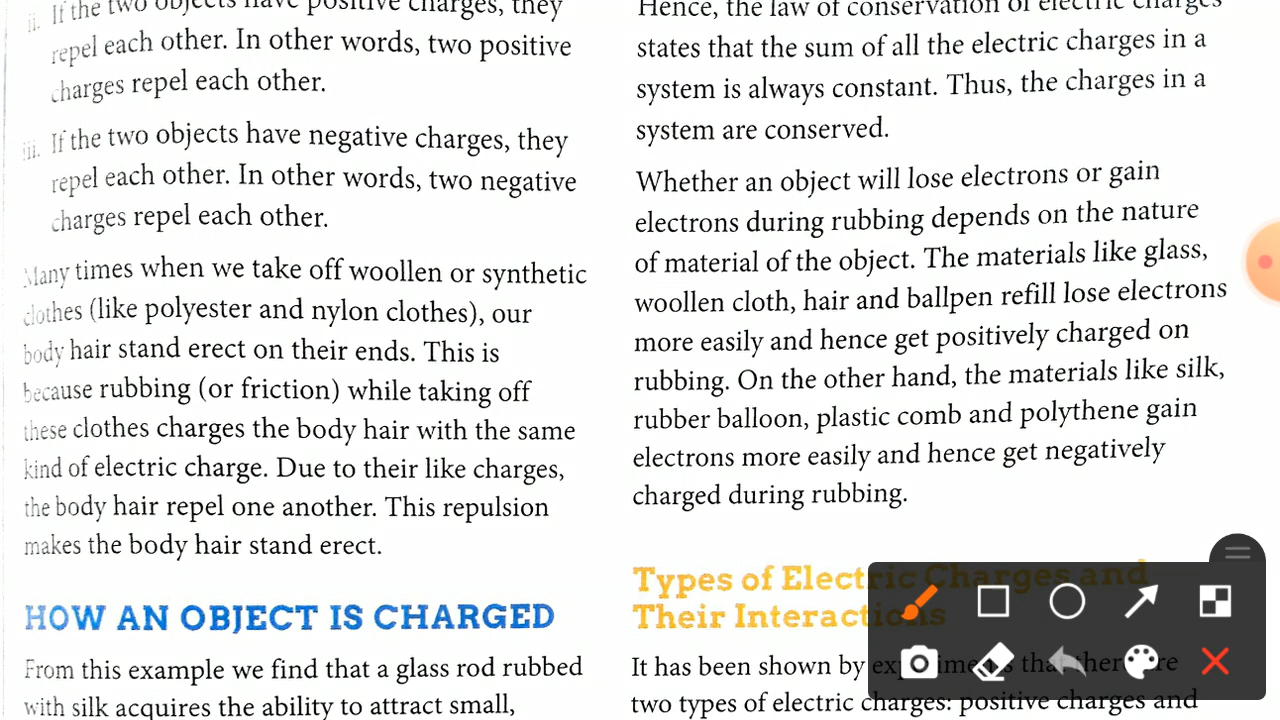 ii. If the two objects have positive charges, they
repel each other. In other words, two positive
charges repel each other.
iii. If the two objects have negative charges, they
repel each other. In other words, two negative
charges repel each other.
Many times when we take off woollen or synthetic
clothes (like polyester and nylon clothes), our
body hair stand erect on their ends. This is
because rubbing (or friction) while taking off
these clothes charges the body hair with the same
kind of electric charge. Due to their like charges,
the body hair repel one another. This repulsion
makes the body hair stand erect.
HOW AN OBJECT IS CHARGED
From this example we find that a glass rod rubbed
with silk acquires the ability to attract small,
Hence, the law of conservation of electric charges
states that the sum of all the electric charges in a
system is always constant. Thus, the charges in a
system are conserved.
Whether an object will lose electrons or gain
electrons during rubbing depends on the nature
of material of the object. The materials like glass,
woollen cloth, hair and ballpen refill lose electrons
more easily and hence get positively charged on
rubbing. On the other hand, the materials like silk,
rubber balloon, plastic comb and polythene gain
electrons more easily and hence get negatively
charged during rubbing.
Types of Electric Charges and
Their Interactions
It has been shown by experiments that there are
two types of electric charges: positive charges and